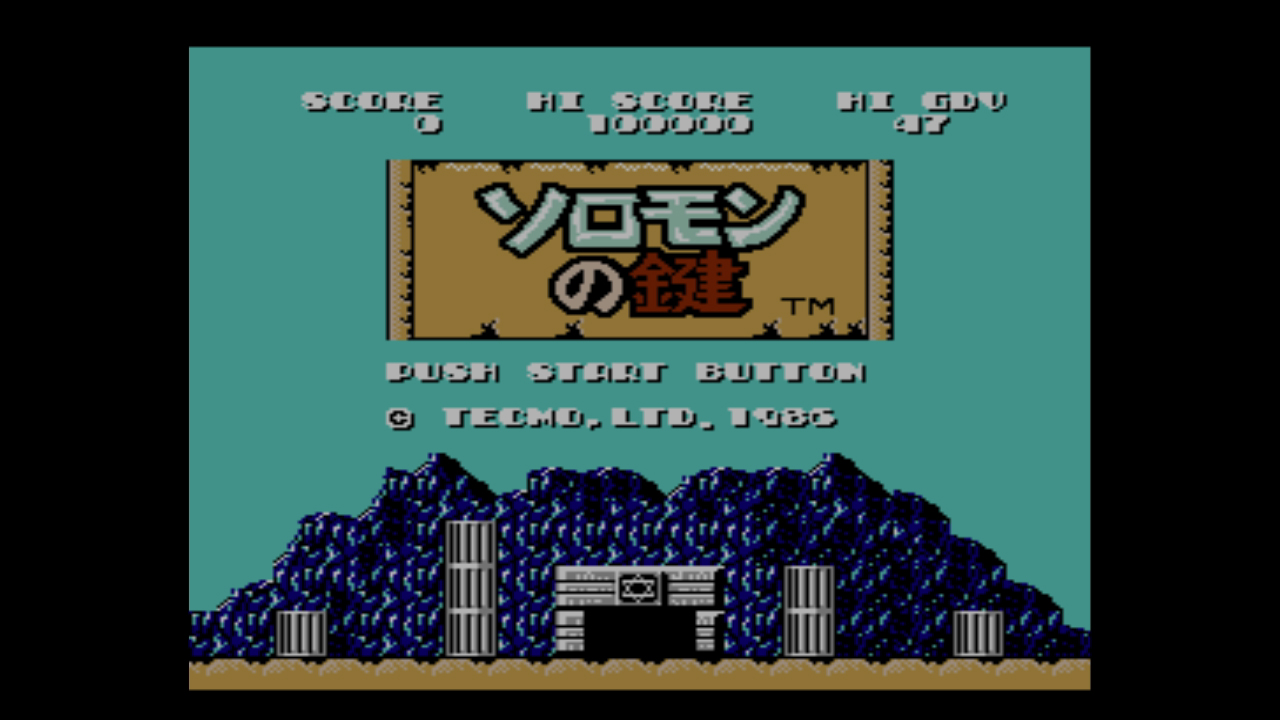 SCORE HI SCORE HI GDV
0 100000 47
ソロモン
の鍵 TM
PUSH START BUTTON
© TECMO,LTD. 1986